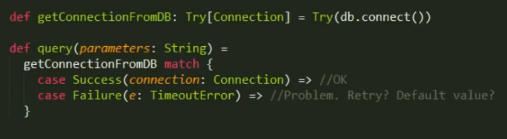 def getConnectionFromDB: Try[Connection] = Try(db.connect())
def query(parameters: String) =
getConnectionFromDB match {
case Success(connection: Connection) => //OK
case Failure(e: TimeoutError) => //Problem. Retry? Default value?
}